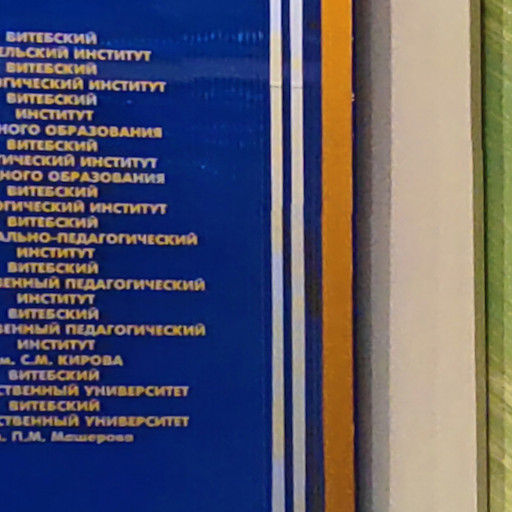 ВИТЕБСКИЙ
ЕЛЬСКИЙ ИНСТИТУТ
ВИТЕБСКИЙ
ОГИЧЕСКИЙ ИНСТИТУТ
ВИТЕБСКИЙ
ИНСТИТУТ
НОГО ОБРАЗОВАНИЯ
ВИТЕБСКИЙ
ГИЧЕСКИЙ ИНСТИТУТ
НОГО ОБРАЗОВАНИЯ
ВИТЕБСКИЙ
ОГИЧЕСКИЙ ИНСТИТУТ
ВИТЕБСКИЙ
АЛЬНО-ПЕДАГОГИЧЕСКИЙ
ИНСТИТУТ
ВИТЕБСКИЙ
ВЕННЫЙ ПЕДАГОГИЧЕСКИЙ
ИНСТИТУТ
ВИТЕБСКИЙ
ВЕННЫЙ ПЕДАГОГИЧЕСКИЙ
ИНСТИТУТ
м. С.М. КИРОВА
ВИТЕБСКИЙ
СТВЕННЫЙ УНИВЕРСИТЕТ
ВИТЕБСКИЙ
СТВЕННЫЙ УНИВЕРСИТЕТ
. П.М. Машерова